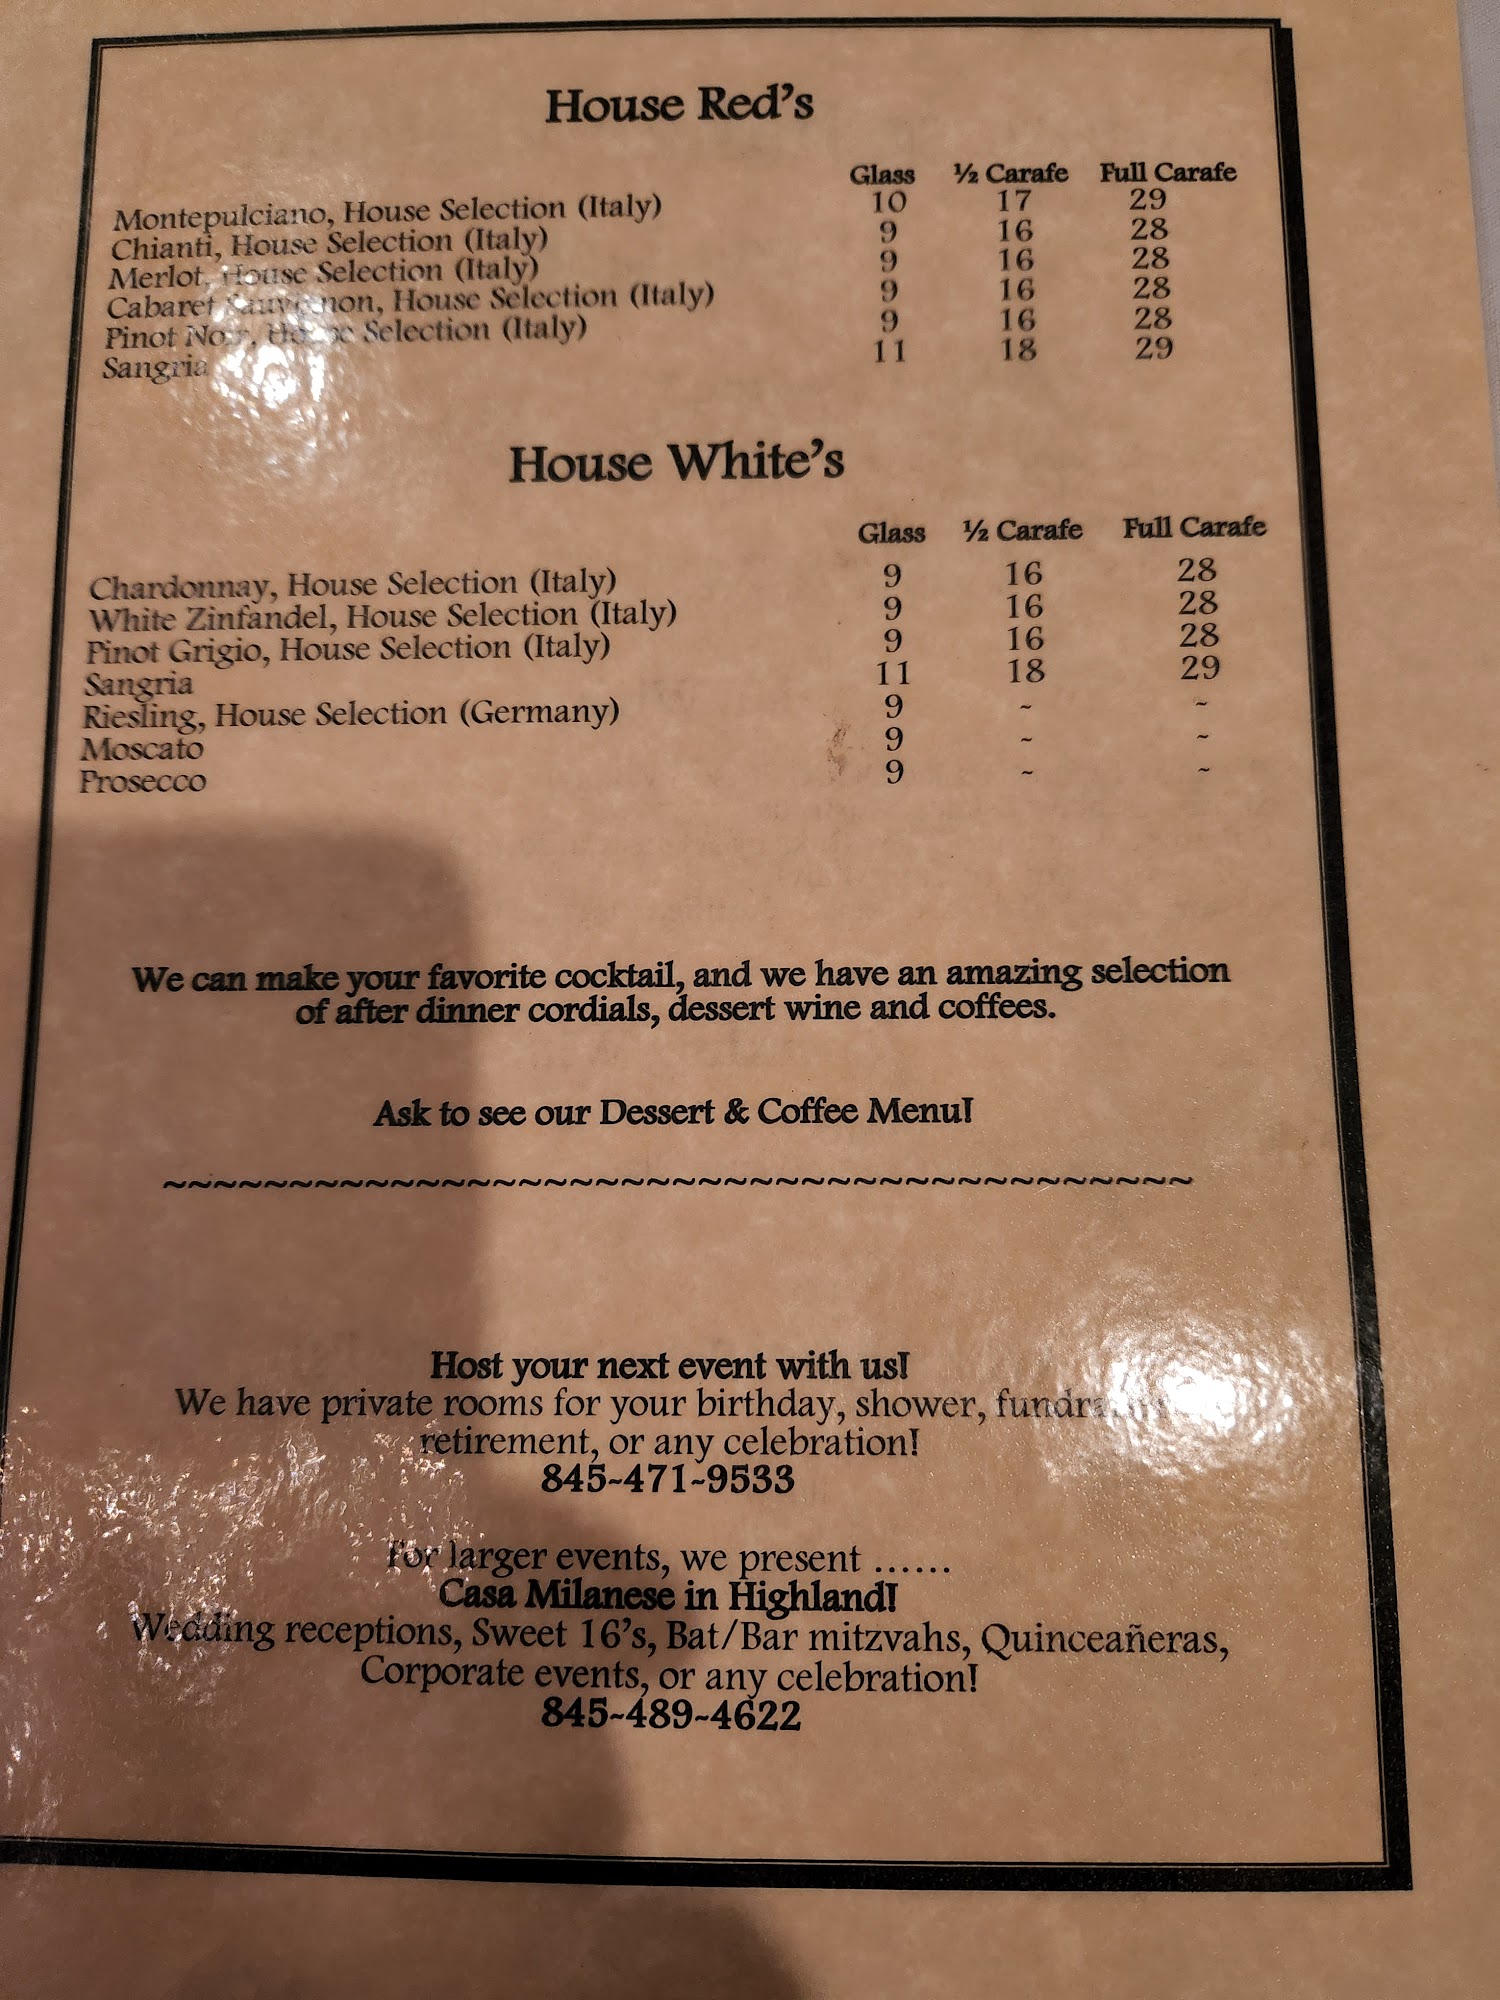 House Red's
Glass ½ Carafe Full Carafe
Montepulciano, House Selection (Italy) 10 17 29
Chianti, House Selection (Italy) 9 16 28
Merlot, House Selection (Italy) 9 16 28
Cabaret Sauvignon, House Selection (Italy) 9 16 28
Pinot Noir, House Selection (Italy) 9 16 28
Sangria 11 18 29
House White's
Glass ½ Carafe Full Carafe
Chardonnay, House Selection (Italy) 9 16 28
White Zinfandel, House Selection (Italy) 9 16 28
Pinot Grigio, House Selection (Italy) 9 16 28
Sangria 11 18 29
Riesling, House Selection (Germany) 9 ~ ~
Moscato 9 ~ ~
Prosecco 9 ~ ~
We can make your favorite cocktail, and we have an amazing selection
of after dinner cordials, dessert wine and coffees.
Ask to see our Dessert & Coffee Menu!
~~~~~~~~~~~~~~~~~~~~~~~~~~~~~~~~~~~~~~~~~
Host your next event with us!
We have private rooms for your birthday, shower,
retirement, or any celebration!
845~471~9533
For larger events, we present ……
Casa Milanese in Highland!
Wedding receptions, Sweet 16's, Bat/Bar mitzvahs, Quinceañeras,
Corporate events, or any celebration!
845~489~4622